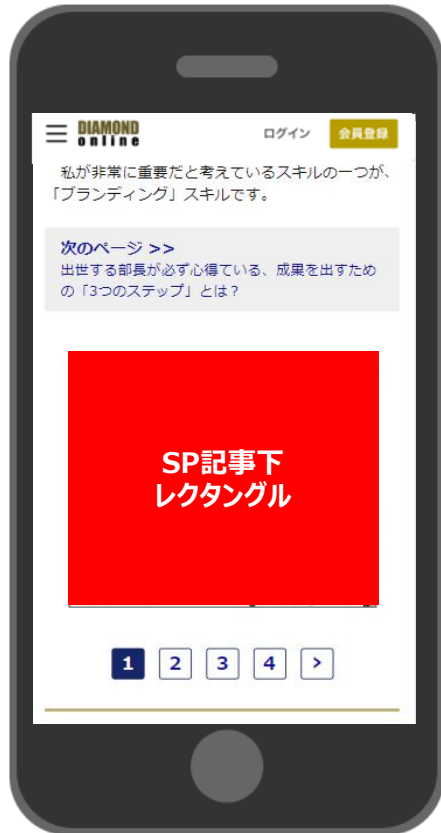 DIAMOND
online
ログイン
会員登録
私が非常に重要だと考えているスキルの一つが、
「ブランディング」スキルです。
次のページ >>
出世する部長が必ず心得ている、成果を出すため
の「3つのステップ」とは?
SP記事下
レクタングル
1 2 3 4 >